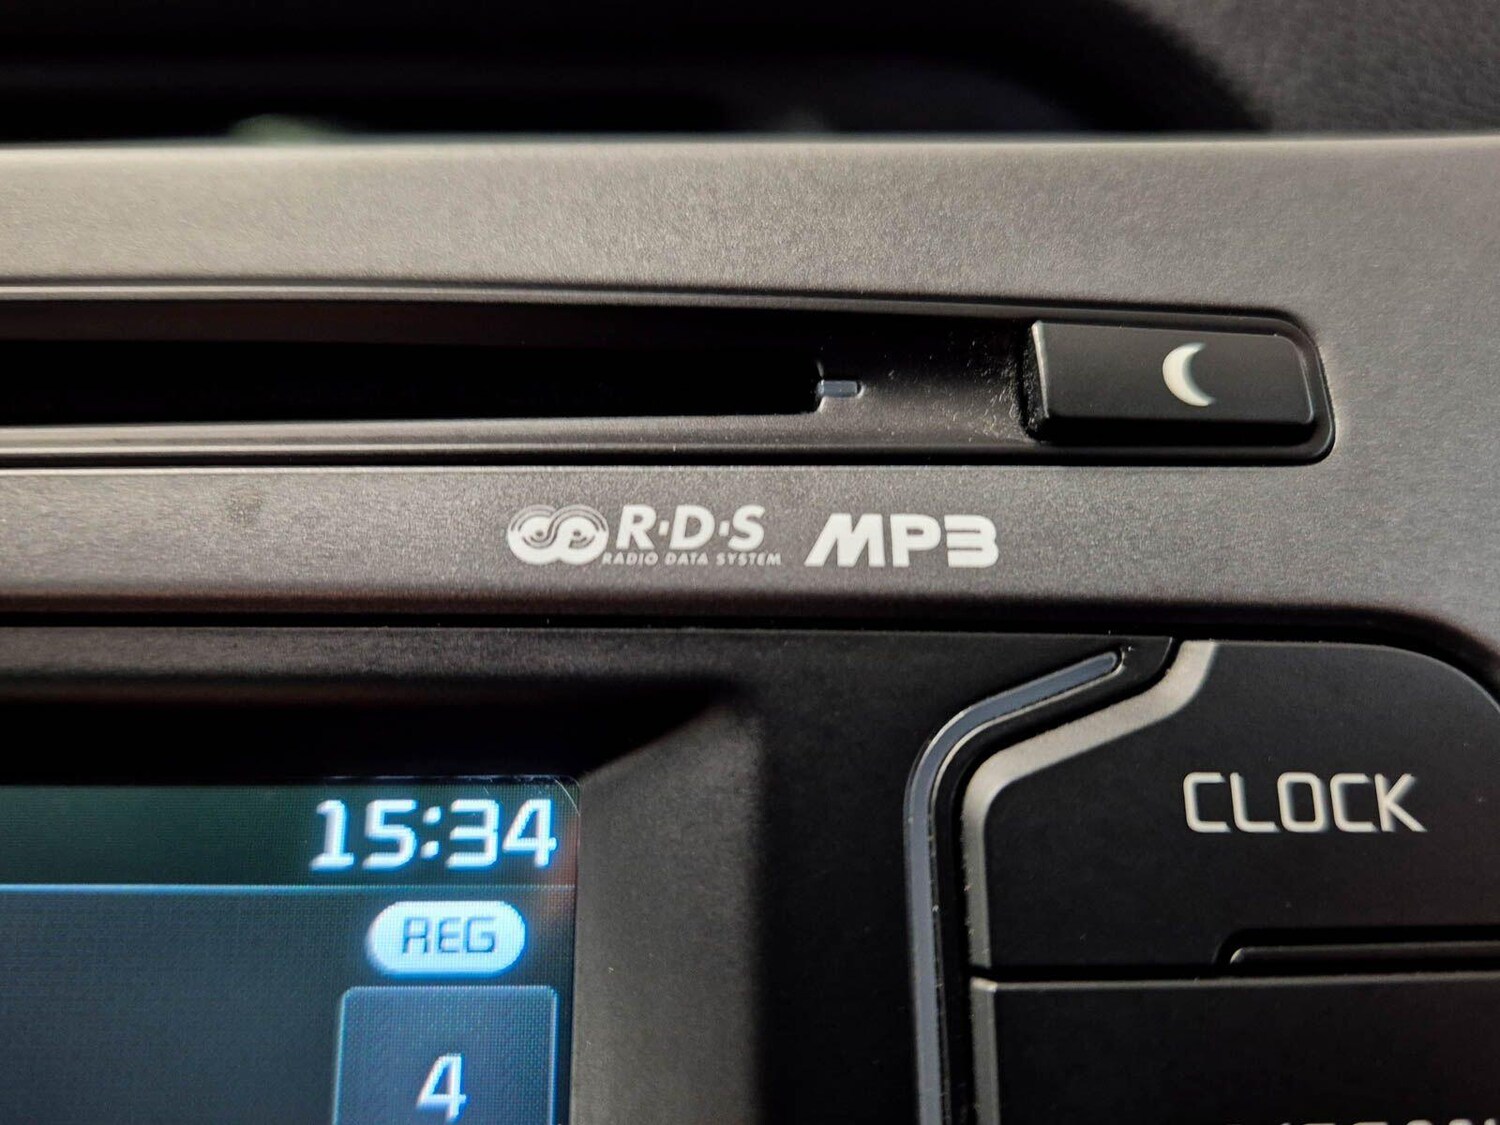 R·D·S
RADIO DATA SYSTEM
MP3
15:34
CLOCK
REG
4